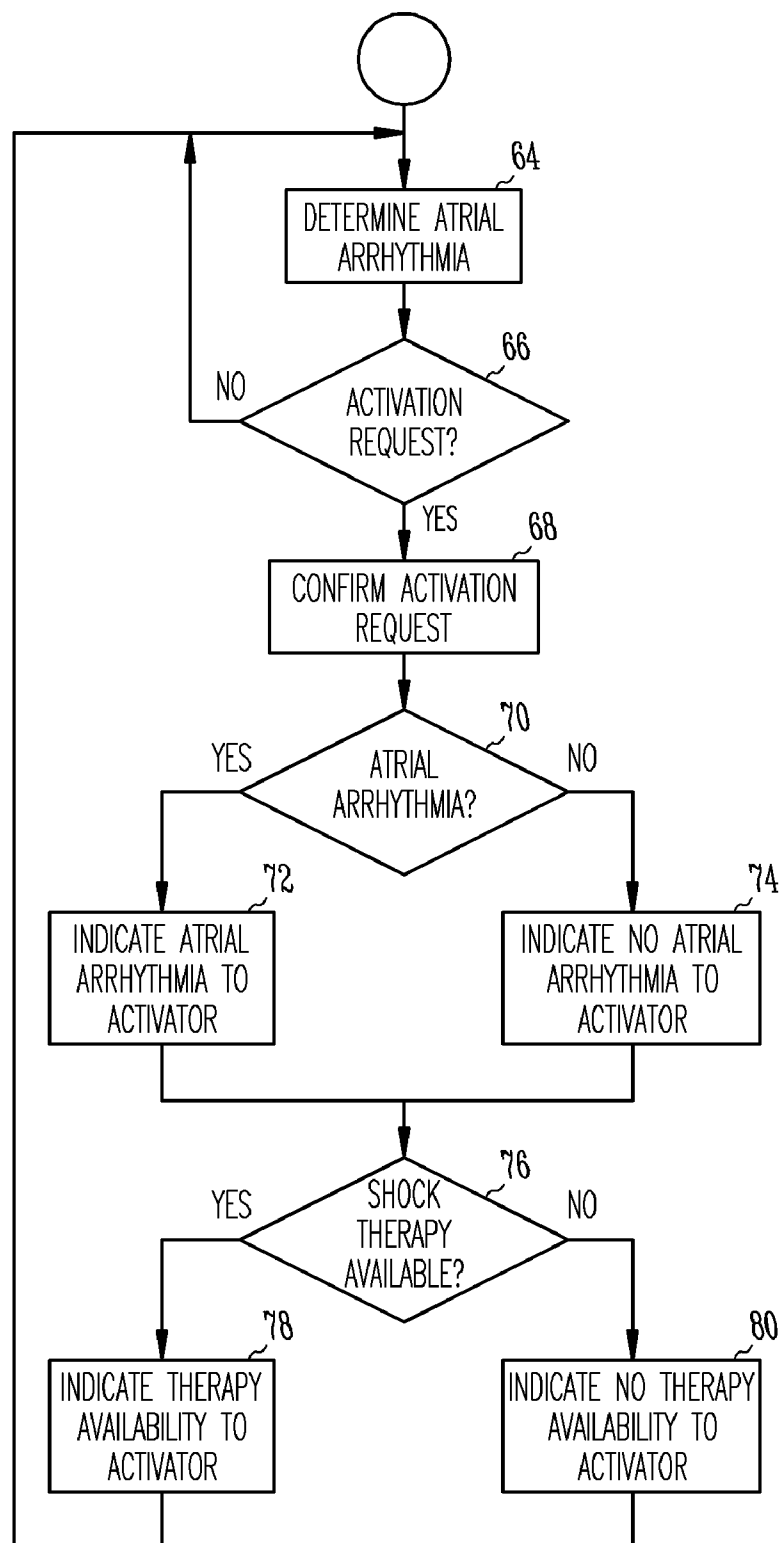 64
DETERMINE ATRIAL
ARRHYTHMIA
66
NO
ACTIVATION
REQUEST?
YES
68
CONFIRM ACTIVATION
REQUEST
70
YES
NO
ATRIAL
ARRHYTHMIA?
72
INDICATE ATRIAL
ARRHYTHMIA TO
ACTIVATOR
74
INDICATE NO ATRIAL
ARRHYTHMIA TO
ACTIVATOR
76
YES
NO
SHOCK
THERAPY
AVAILABLE?
78
INDICATE THERAPY
AVAILABILITY TO
ACTIVATOR
80
INDICATE NO THERAPY
AVAILABILITY TO
ACTIVATOR